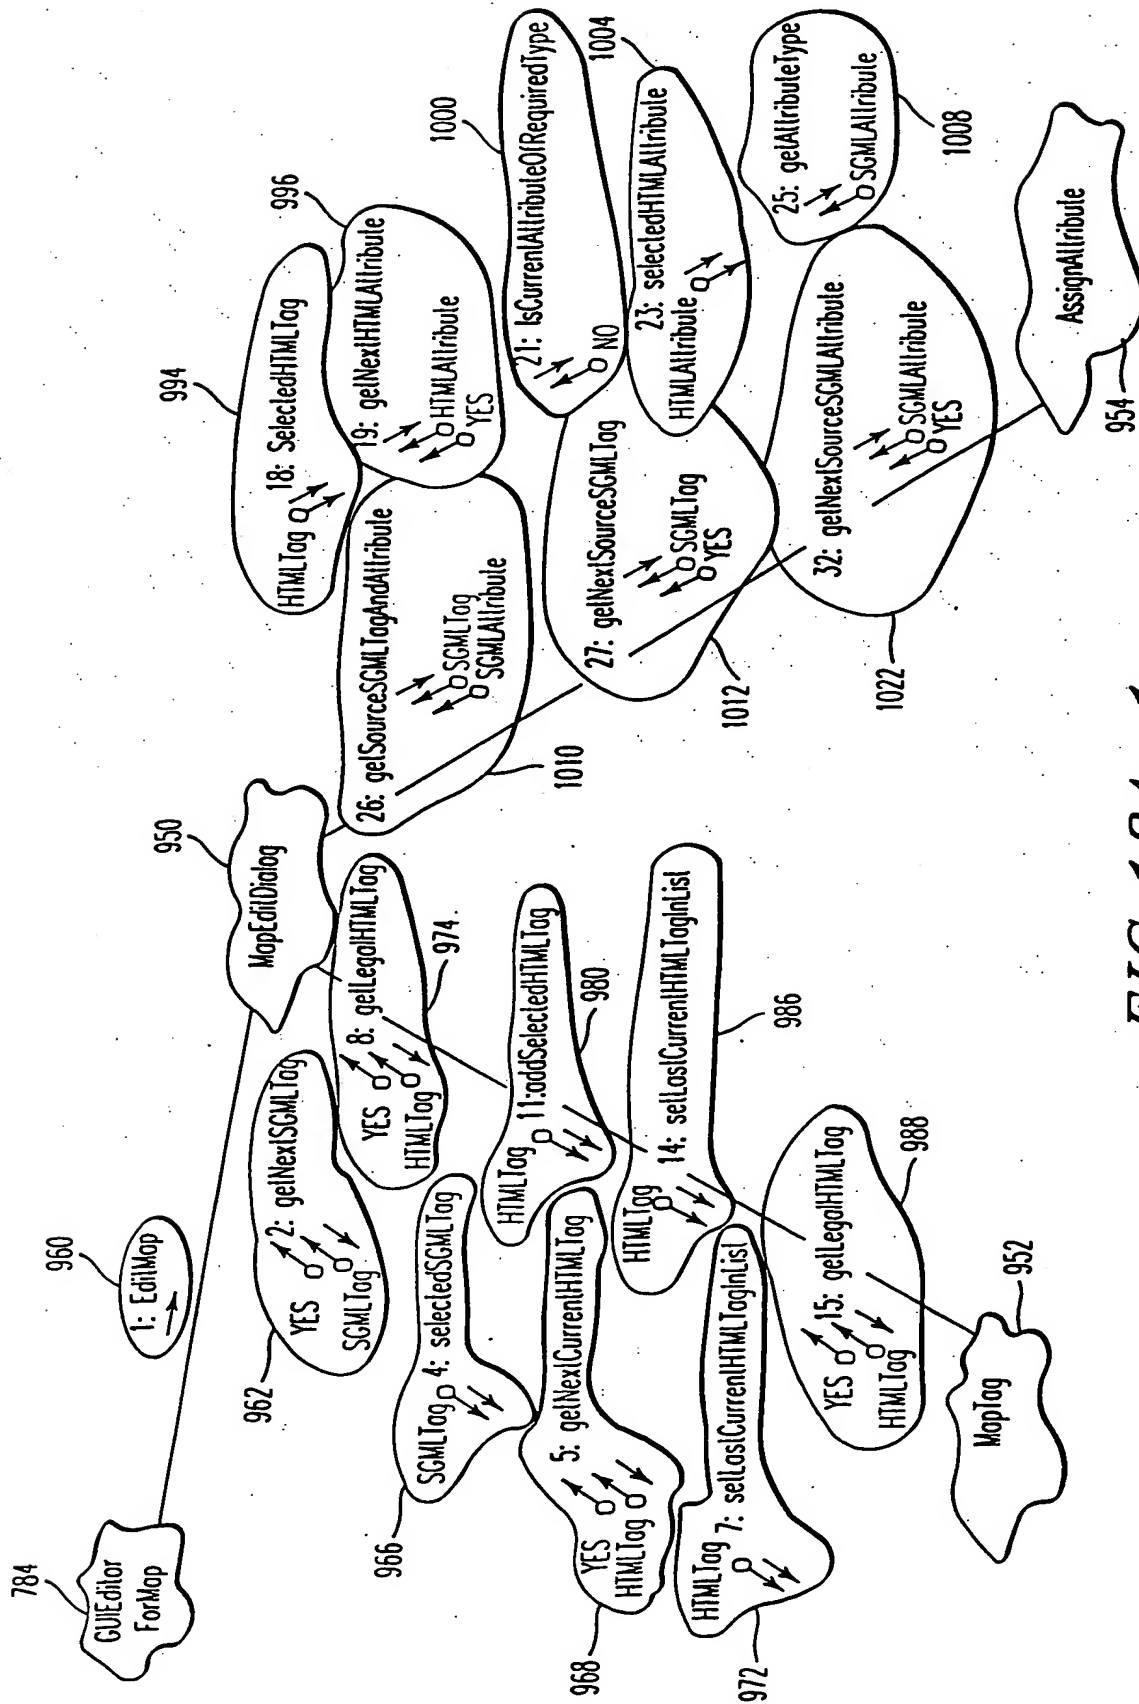 784
GUIEditor
ForMap
960
1: EditMap
950
MapEditDialog
962
2: getNextSGMLTag
YES
SGMLTag
8: getLegalHTMLTag
YES
HTMLTag
974.
966
4: selectedSGMLTag
SGMLTag
11:addSelectedHTMLTag
HTMLTag
980
968
5: getNextCurrentHTMLTag
YES
HTMLTag
14: setLastCurrentHTMLTagInList
HTMLTag
986
972
7: setLastCurrentHTMLTagInList
HTMLTag
15: getLegalHTMLTag
YES
HTMLTag
988
MapTag
952
994
18: SelectedHTMLTag
HTMLTag
996
19: getNextHTMLAttribute
HTMLAttribute
YES
26: getSourceSGMLTagAndAttribute
SGMLTag
SGMLAttribute
1010
1000
21: IsCurrentAttributeOfRequiredType
NO
1004
23: selectedHTMLAttribute
HTMLAttribute
27: getNextSourceSGMLTag
SGMLTag
YES
1012
25: getAttributeType
SGMLAttribute
1008
32: getNextSourceSGMLAttribute
SGMLAttribute
YES
1022
AssignAttribute
954